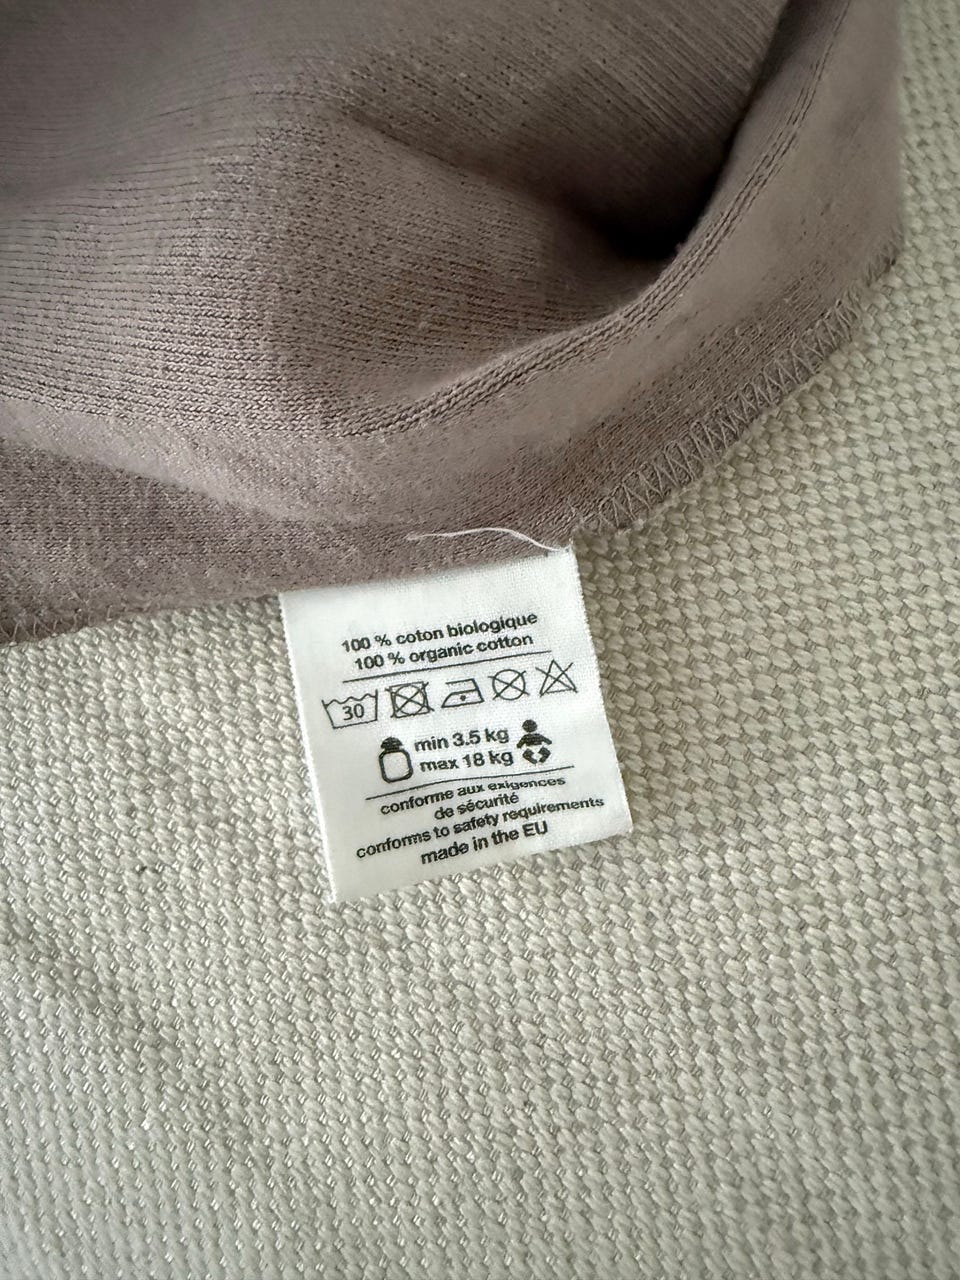 100 % coton biologique
100 % organic cotton
30
min 3.5 kg
max 18 kg
conforme aux exigences
de sécurité
conforms to safety requirements
made in the EU